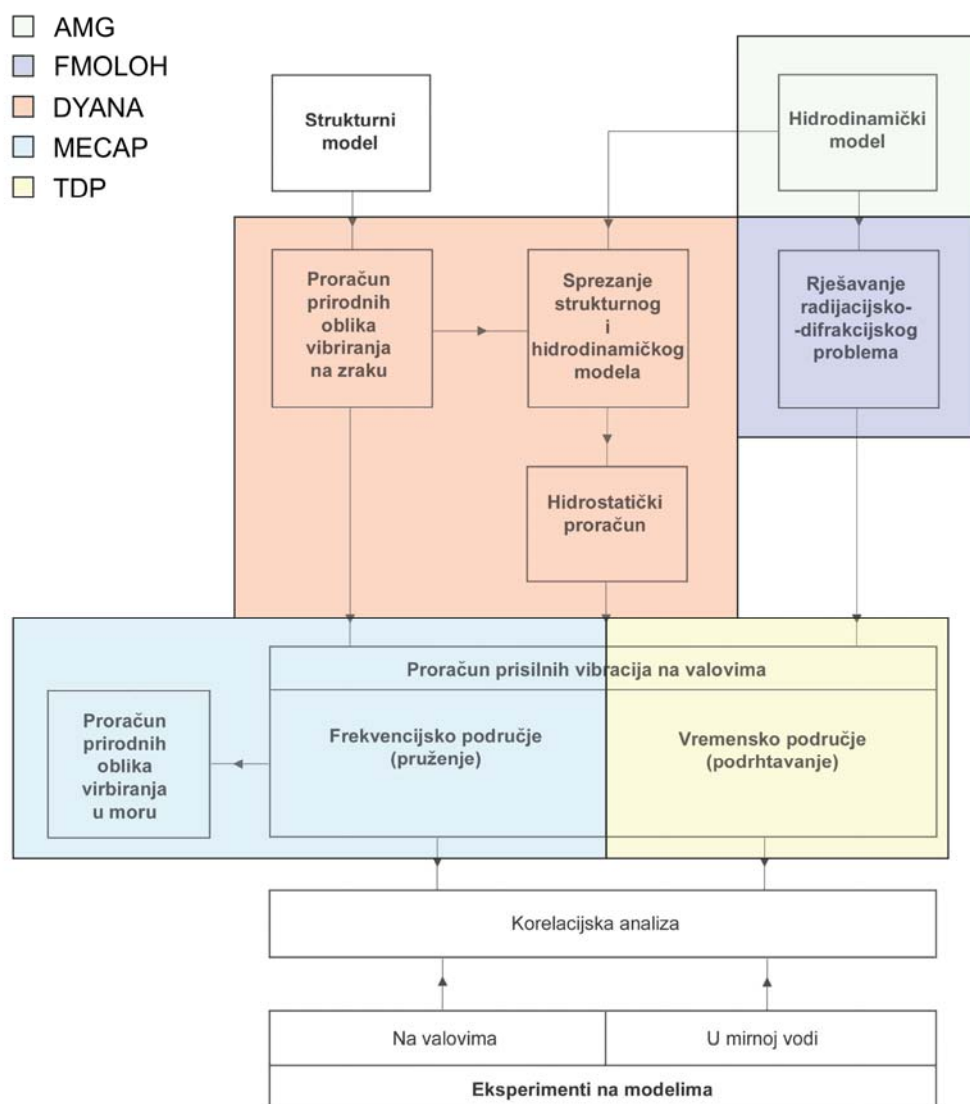 AMG
FMOLOH
DYANA
MECAP
TDP
Strukturni
model
Hidrodinamički
model
Proračun
prirodnih
oblika
vibriranja
na zraku
Sprezanje
strukturnog
i
hidrodinamičkog
modela
Rješavanje
radijacijsko-
-difrakcijskog
problema
Hidrostatički
proračun
Proračun prisilnih vibracija na valovima
Proračun
prirodnih
oblika
virbiranja
u moru
Frekvencijsko područje
(pruženje)
Vremensko područje
(podrhtavanje)
Korelacijska analiza
Na valovima
U mirnoj vodi
Eksperimenti na modelima